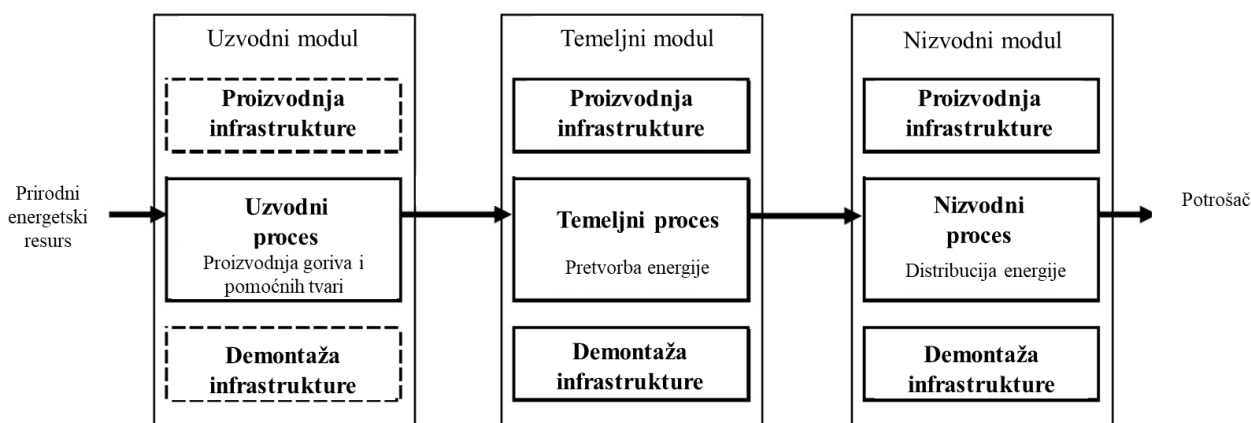 Uzvodni modul
Temeljni modul
Nizvodni modul
Proizvodnja
infrastrukture
Proizvodnja
infrastrukture
Proizvodnja
infrastrukture
Prirodni
energetski
resurs
Uzvodni
proces
Proizvodnja goriva i
pomoćnih tvari
Temeljni proces
Pretvorba energije
Nizvodni
proces
Distribucija energije
Potrošač
Demontaža
infrastrukture
Demontaža
infrastrukture
Demontaža
infrastrukture